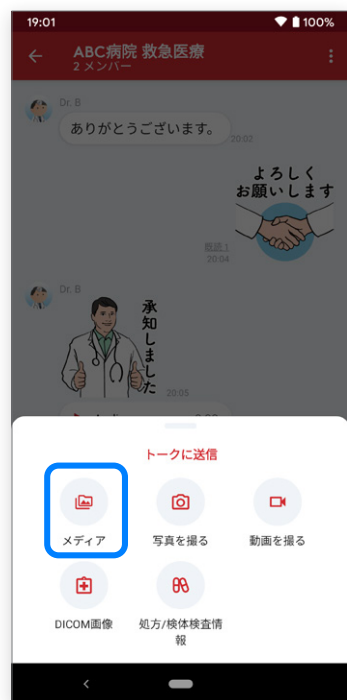 19:01
100%
ABC病院 救急医療
2 メンバー
Dr. B
ありがとうございます。
20:02
よろしく
お願いします
既読 1
20:04
Dr. B
承知しました
20:05
トークに送信
メディア
写真を撮る
動画を撮る
DICOM画像
処方/検体検査情
報